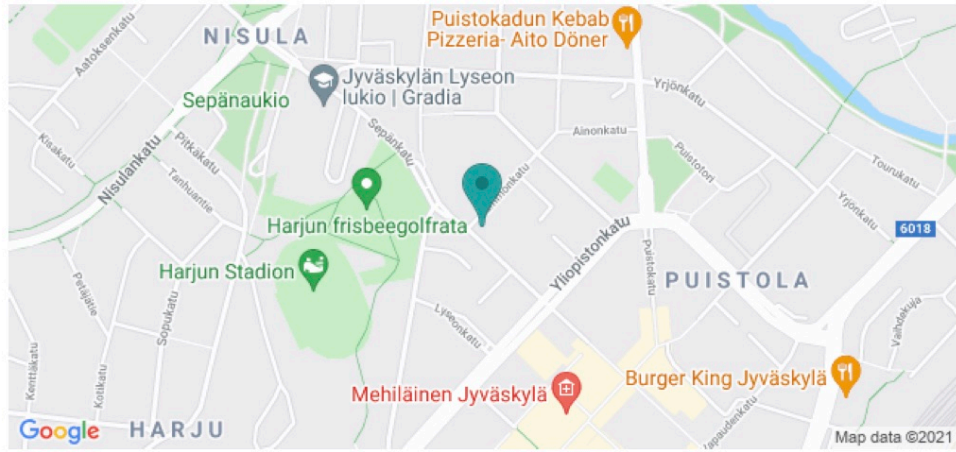 NISULA
Aatoksenkatu
Puistokadun Kebab
Pizzeria- Aito Döner
Jyväskylän Lyseon
lukio | Gradia
Sepänaukio
Yrjönkatu
Ainonkatu
Kisakatu
Nisulankatu
Pitkäkatu
Tanhuantie
Sepänkatu
Puistotori
Tourukatu
Yrjönkatu
Harjun frisbeegolfrata
6018
Harjun Stadion
Yliopistonkatu
Puistokatu
PUISTOLA
Petäjätie
Sopukatu
Lyseonkatu
Vaihdekuja
Kenttäkatu
Kotikatu
Mehiläinen Jyväskylä
Burger King Jyväskylä
Vapaudenkatu
HARJU
Google
Map data ©2021